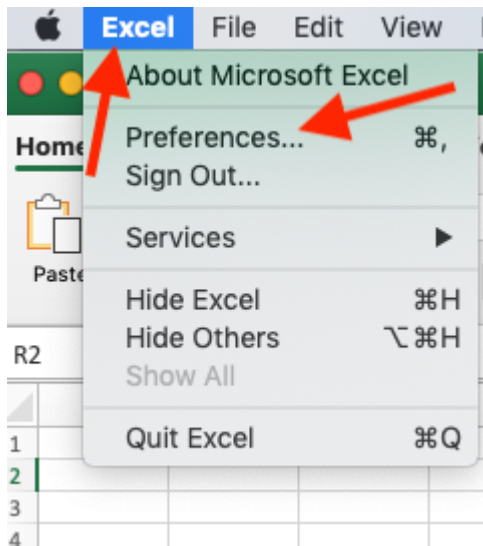 Excel File Edit View
About Microsoft Excel
Home
Preferences... ⌘,
Sign Out...
Services ▶
Paste
Hide Excel ⌘H
Hide Others ⌥⌘H
R2
Show All
1
Quit Excel ⌘Q
2
3
4